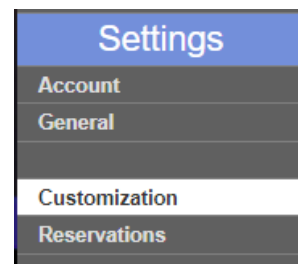 Settings
Account
General
Customization
Reservations